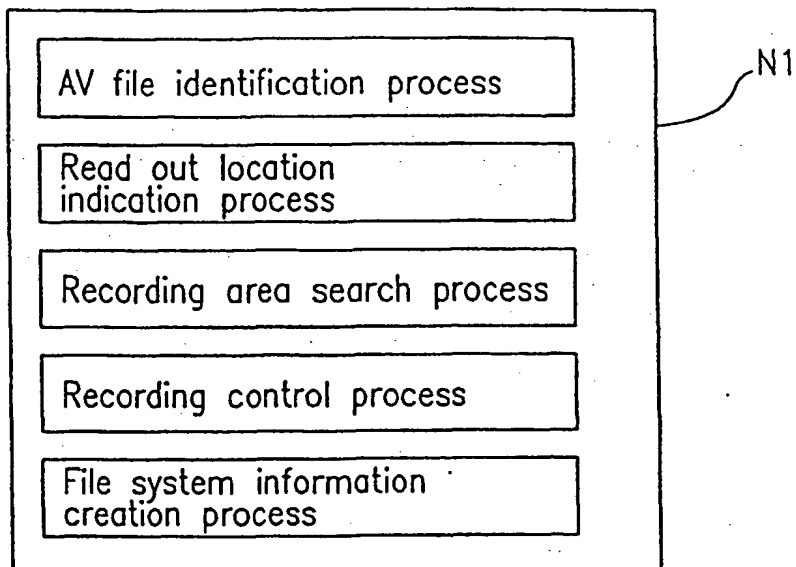 AV file identification process
N1
Read out location
indication process
Recording area search process
Recording control process
File system information
creation process